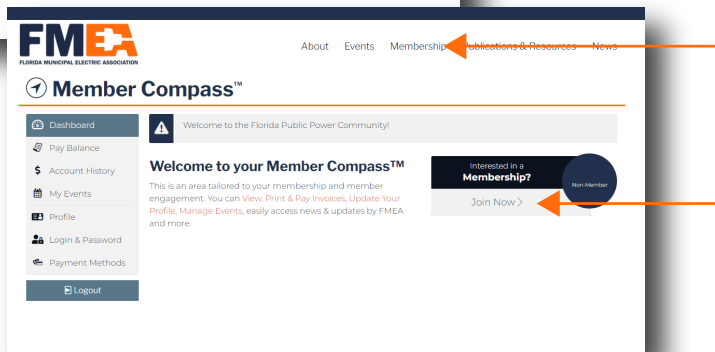 FMEA
FLORIDA MUNICIPAL ELECTRIC ASSOCIATION
About Events Membership Publications & Resources News
Member Compass™
Dashboard
Pay Balance
Account History
My Events
Profile
Login & Password
Payment Methods
Logout
Welcome to the Florida Public Power Community!
Welcome to your Member Compass™
This is an area tailored to your membership and member
engagement. You can View, Print & Pay Invoices, Update Your
Profile, Manage Events, easily access news & updates by FMEA
and more.
Interested in a
Membership?
Non-Member
Join Now >